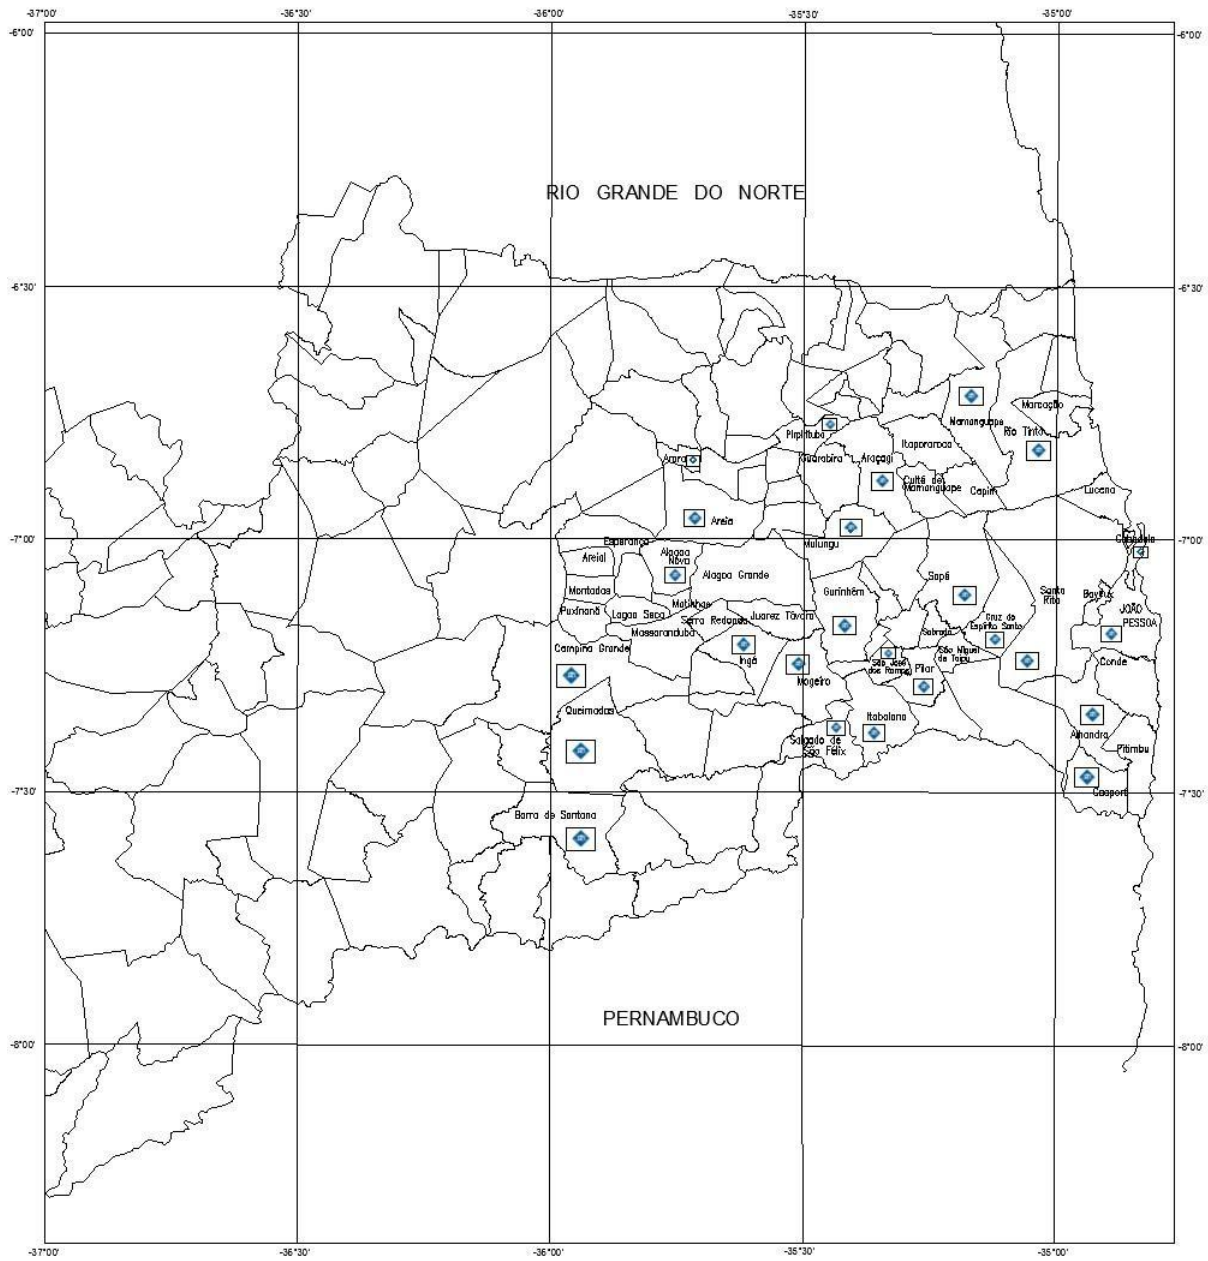 -37°00'
-36°30'
-36°00'
-35°30'
-35°00'
-6°00'
-6°00'
RIO GRANDE DO NORTE
-6°30'
-6°30'
Marcação
Mamanguape
Rio Tinto
Pirpirituba
Itapororoca
Arara
Guarabira
Araçagi
Cuité de
Mamanguape
Capim
Lucena
Areia
-7°00'
-7°00'
Esperança
Mulungu
Cabedelo
Areial
Alagoa
Nova
Alagoa Grande
Sapé
Montadas
Gurinhém
Santa
Rita
Bayeux
Matinhas
Puxinanã
Lagoa Seca
Serra Redonda
Juarez Távora
Cruz do
Espírito Santo
JOÃO
PESSOA
Massaranduba
Sobrado
Campina Grande
Ingá
São José
dos Ramos
Pilar
São Miguel
de Taipu
Conde
Mogeiro
Queimadas
Itabaiana
Salgado de
São Félix
Alhandra
Pitimbu
-7°30'
-7°30'
Caaporã
Barra de Santana
PERNAMBUCO
-8°00'
-8°00'
-37°00'
-36°30'
-36°00'
-35°30'
-35°00'